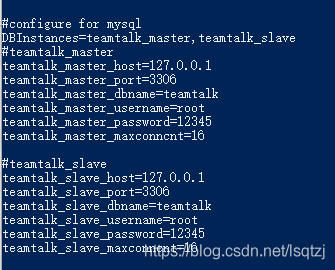 #configure for mysql
DBInstances=teamtalk_master,teamtalk_slave
#teamtalk_master
teamtalk_master_host=127.0.0.1
teamtalk_master_port=3306
teamtalk_master_dbname=teamtalk
teamtalk_master_username=root
teamtalk_master_password=12345
teamtalk_master_maxconncnt=16
#teamtalk_slave
teamtalk_slave_host=127.0.0.1
teamtalk_slave_port=3306
teamtalk_slave_dbname=teamtalk
teamtalk_slave_username=root
teamtalk_slave_password=12345
teamtalk_slave_maxconncnt=16
https://blog.csdn.net/lsqtzj